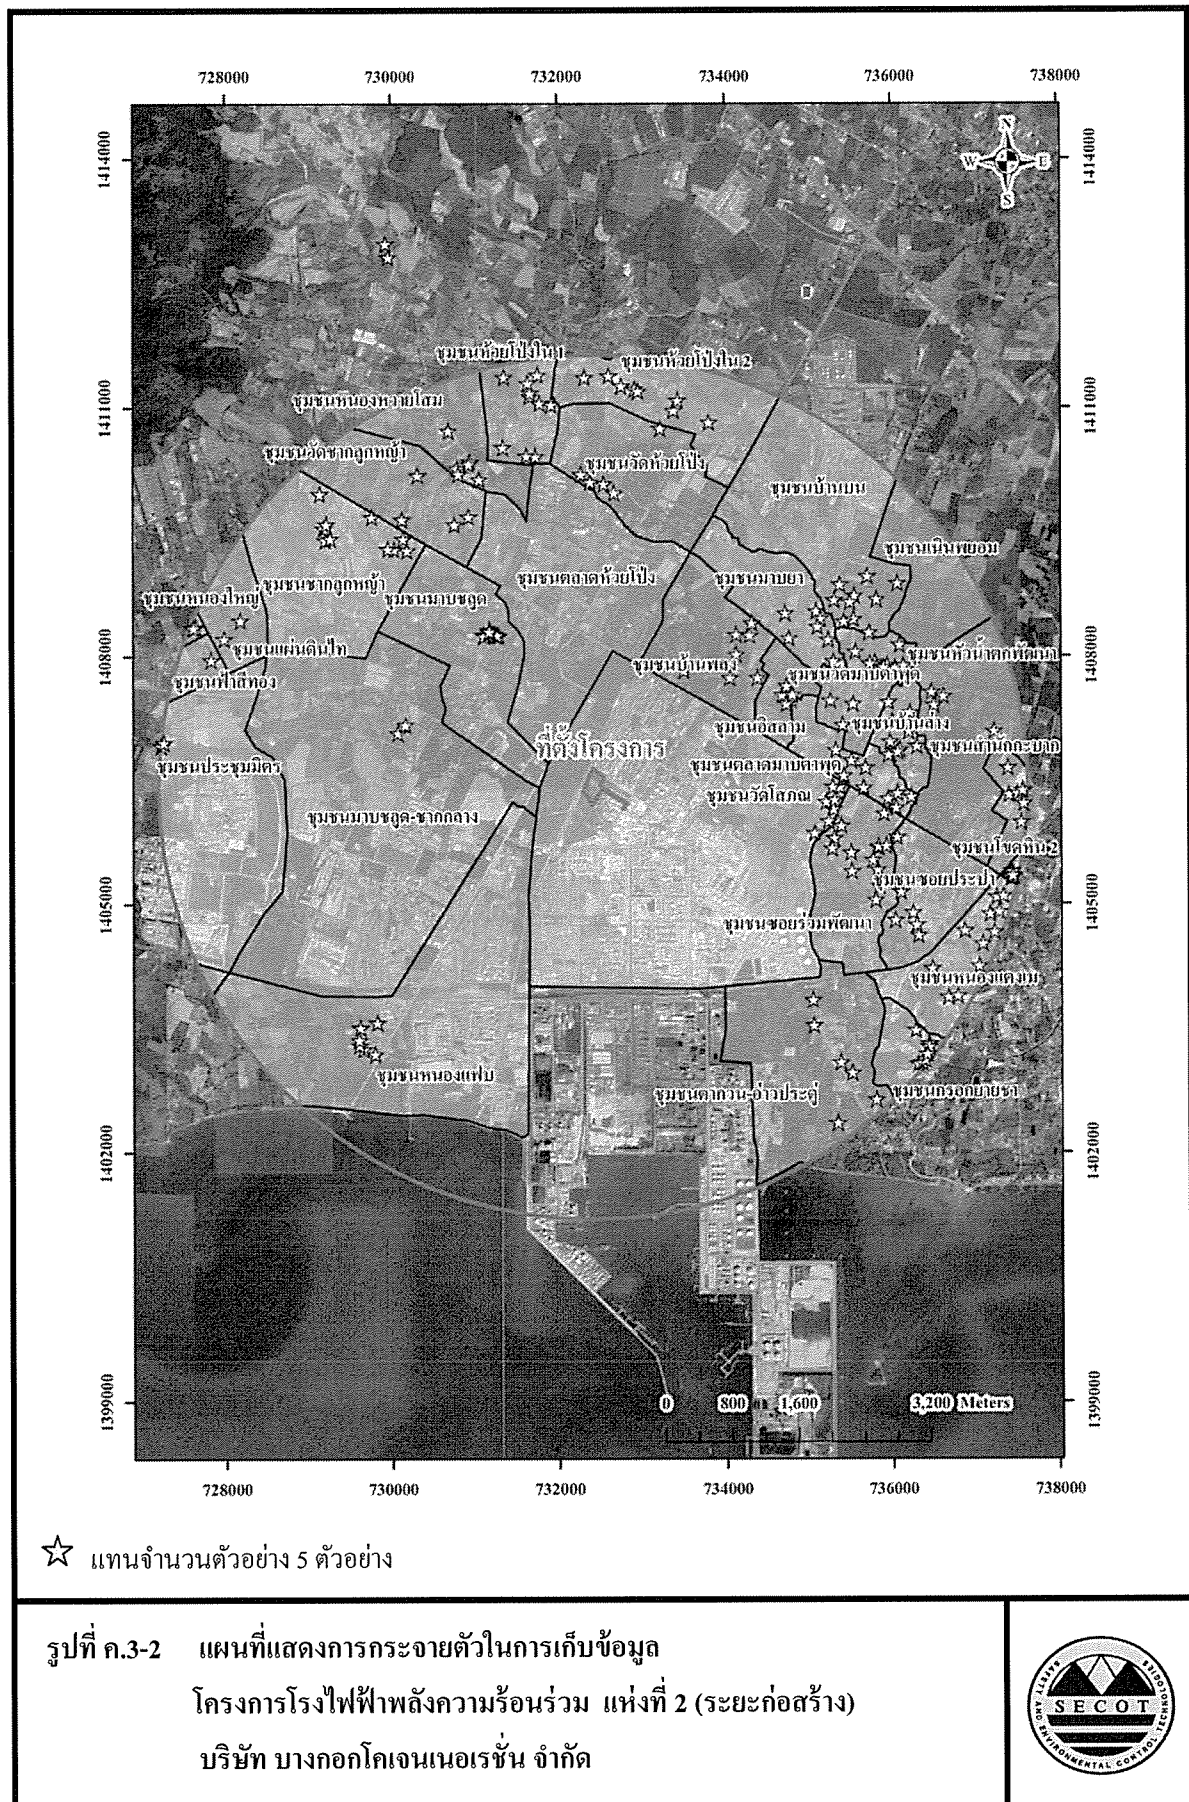 728000 730000 732000 734000 736000 738000
1414000
1414000
N
W E
S
ชุมชนห้วยโป่งใน 1
ชุมชนห้วยโป่งใน 2
ชุมชนหนองหวายโสม
1411000
1411000
ชุมชนวัดชากลูกหญ้า
ชุมชนวัดห้วยโป่ง
ชุมชนบ้านบน
ชุมชนเนินพยอม
ชุมชนชากลูกหญ้า
ชุมชนตลาดห้วยโป่ง
ชุมชนมาบยา
ชุมชนหนองใหญ่
ชุมชนมาบชลูด
ชุมชนแผ่นดินไท
1408000
1408000
ชุมชนหัวน้ำตกพัฒนา
ชุมชนบ้านพลง
ชุมชนวัดมาบตาพุด
ชุมชนฟ้าสีทอง
ชุมชนอิสลาม
ชุมชนบ้านล่าง
ที่ตั้งโครงการ
ชุมชนสำนักกะบาก
ชุมชนประชุมมิตร
ชุมชนตลาดมาบตาพุด
ชุมชนวัดโสภณ
ชุมชนมาบชลูด-ชากกลาง
ชุมชนโขดหิน 2
ชุมชนซอยประปา
1405000
1405000
ชุมชนซอยร่วมพัฒนา
ชุมชนหนองแตงเม
ชุมชนหนองแฟบ
ชุมชนตากวน-อ่าวประดู่
ชุมชนกรอกยายชา
1402000
1402000
1399000
1399000
0 800 1,600 3,200 Meters
728000 730000 732000 734000 736000 738000
☆ แทนจำนวนตัวอย่าง 5 ตัวอย่าง
รูปที่ ค.3-2 แผนที่แสดงการกระจายตัวในการเก็บข้อมูล
โครงการโรงไฟฟ้าพลังความร้อนร่วม แห่งที่ 2 (ระยะก่อสร้าง)
บริษัท บางกอกโคเจนเนอเรชั่น จำกัด
SECOT
SAFETY AND ENVIRONMENTAL CONTROL TECHNOLOGIES